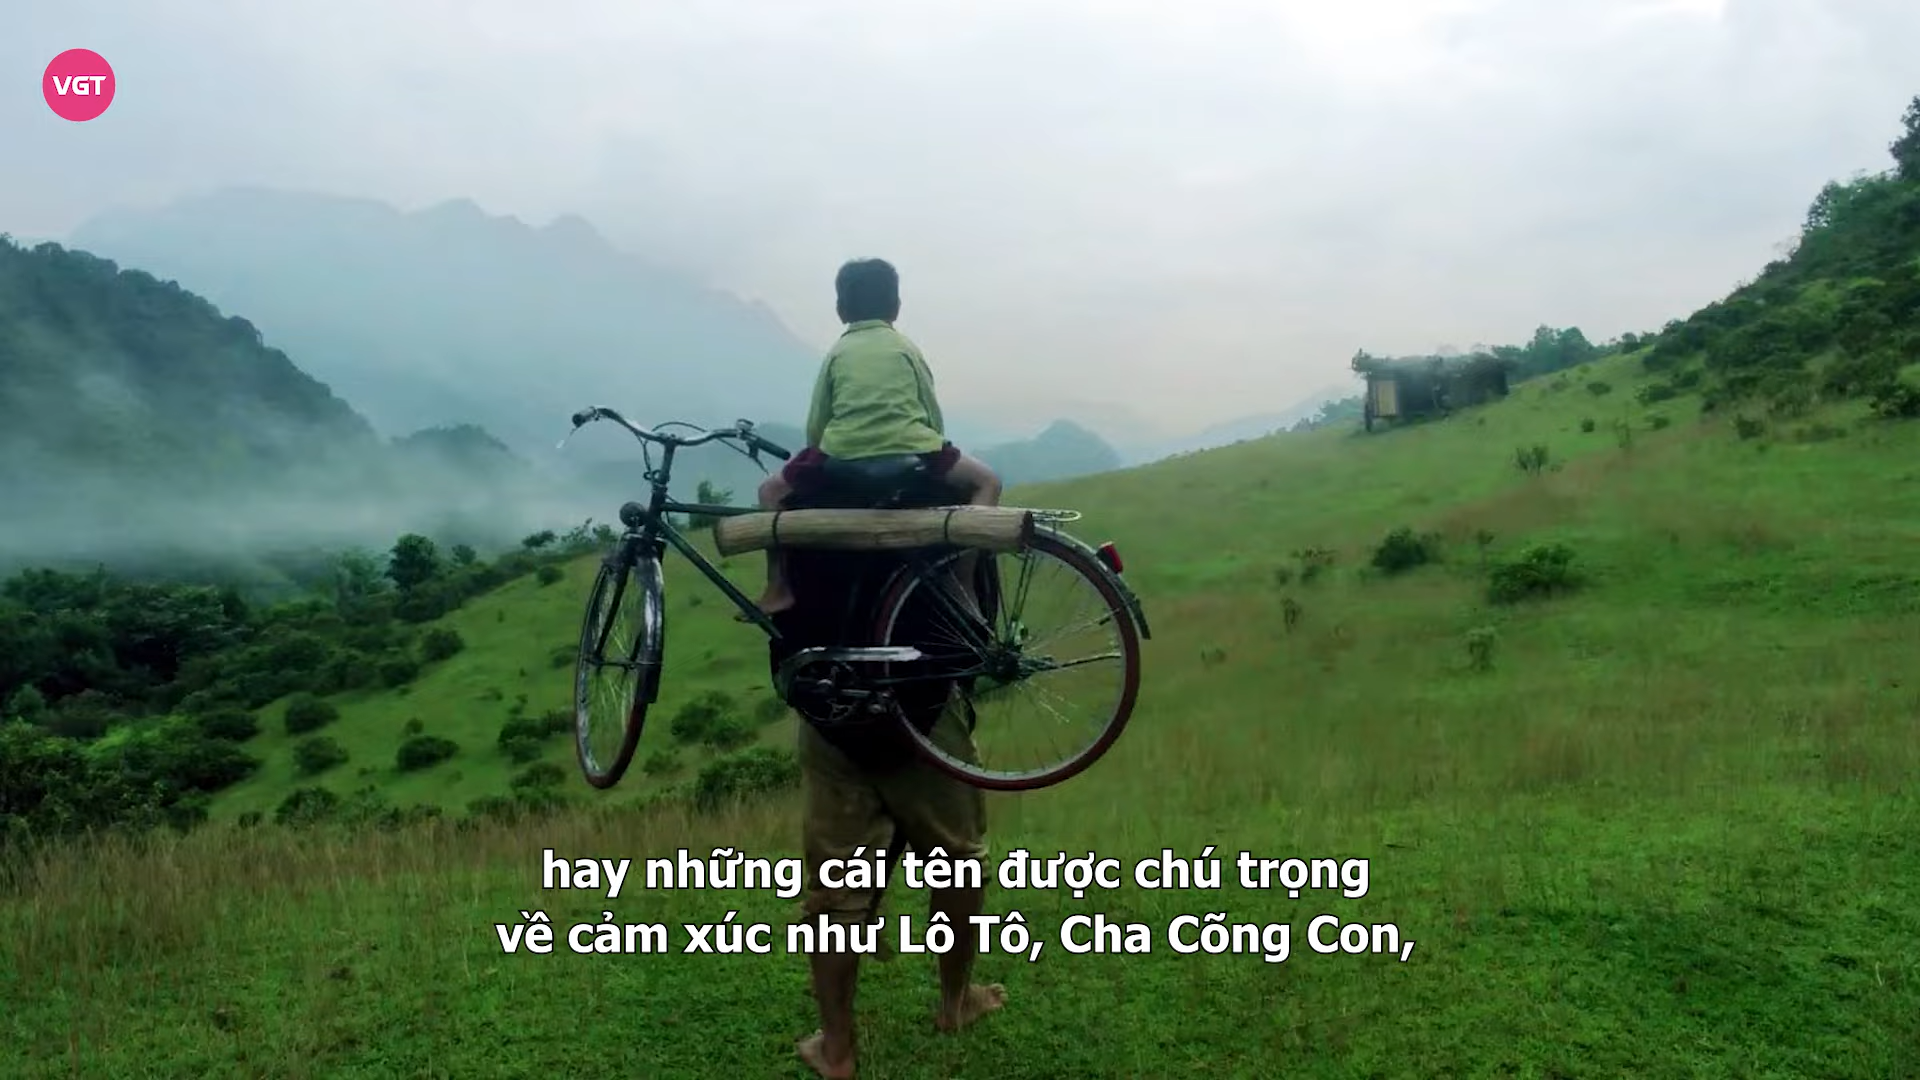 VGT
hay những cái tên được chú trọng
về cảm xúc như Lô Tô, Cha Cõng Con,